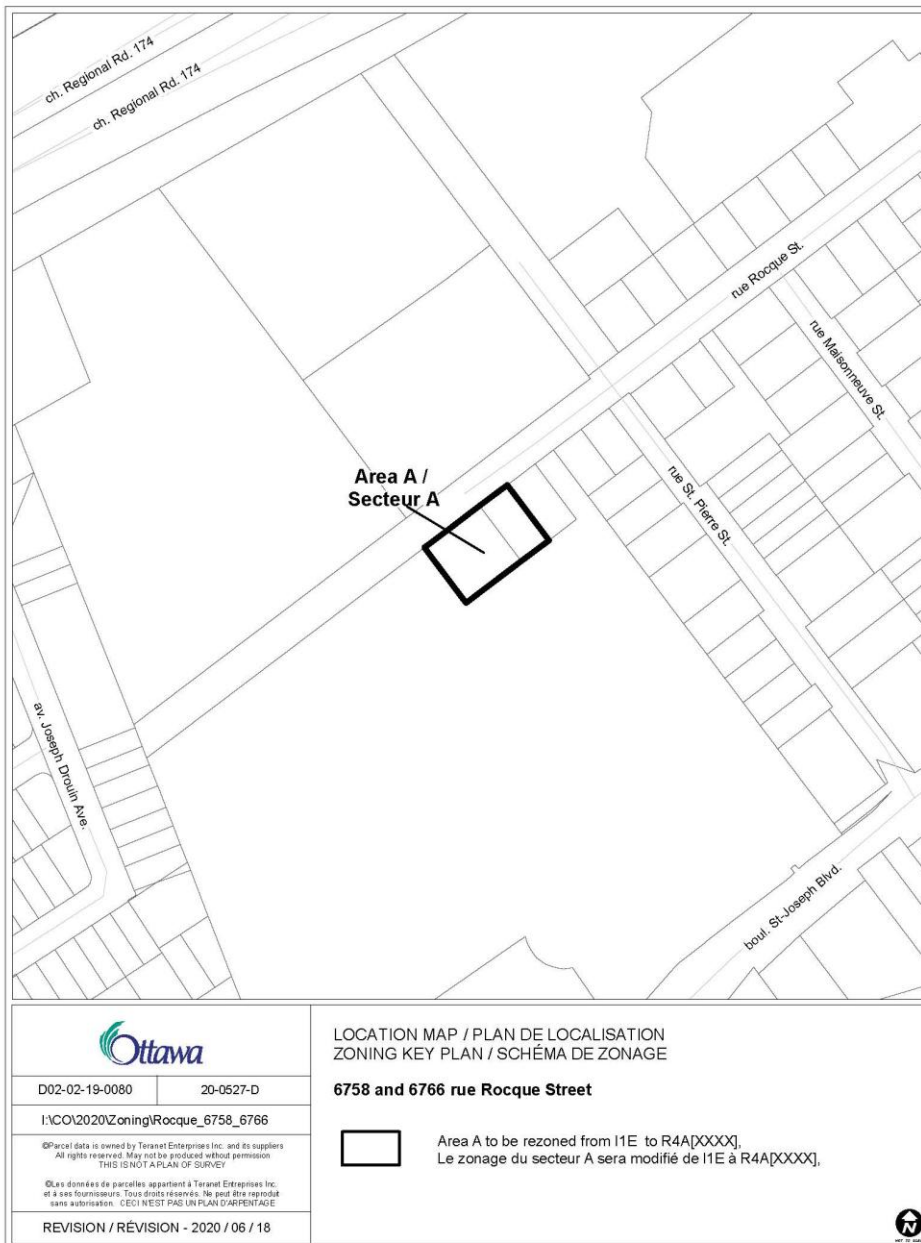 ch. Regional Rd. 174
ch. Regional Rd. 174
rue Rocque St.
rue Maisonneuve St.
Area A /
Secteur A
rue St. Pierre St.
av. Joseph Drouin Ave.
boul. St-Joseph Blvd.
Ottawa
D02-02-19-0080
20-0527-D
I:\CO\2020\Zoning\Rocque_6758_6766
©Parcel data is owned by Teranet Enterprises Inc. and its suppliers
All rights reserved. May not be produced without permission
THIS IS NOT A PLAN OF SURVEY
©Les données de parcelles appartient à Teranet Entreprises Inc.
et à ses fournisseurs. Tous droits réservés. Ne peut être reproduit
sans autorisation. CECI N'EST PAS UN PLAN D'ARPENTAGE
REVISION / RÉVISION - 2020 / 06 / 18
LOCATION MAP / PLAN DE LOCALISATION
ZONING KEY PLAN / SCHÉMA DE ZONAGE
6758 and 6766 rue Rocque Street
Area A to be rezoned from I1E to R4A[XXXX],
Le zonage du secteur A sera modifié de I1E à R4A[XXXX],
N